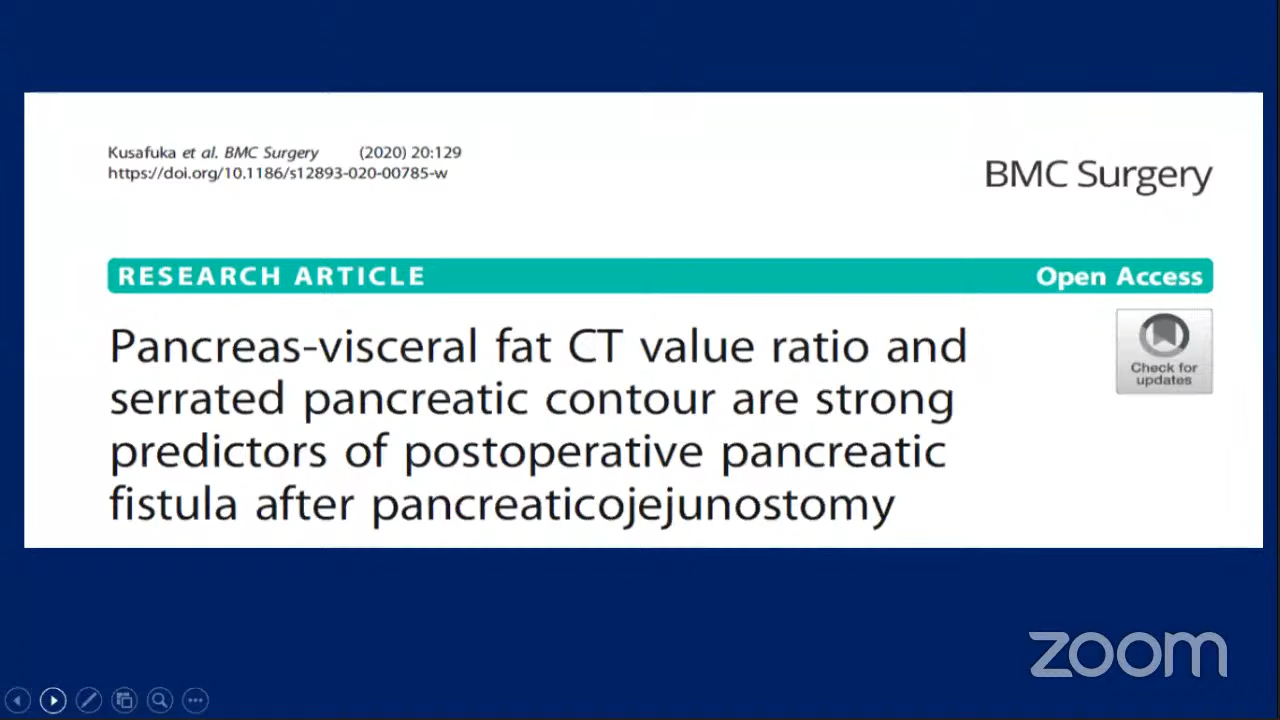 Kusafuka et al. BMC Surgery (2020) 20:129
https://doi.org/10.1186/s12893-020-00785-w
BMC Surgery
RESEARCH ARTICLE
Open Access
Pancreas-visceral fat CT value ratio and
serrated pancreatic contour are strong
predictors of postoperative pancreatic
fistula after pancreaticojejunostomy
Check for
updates
zoom